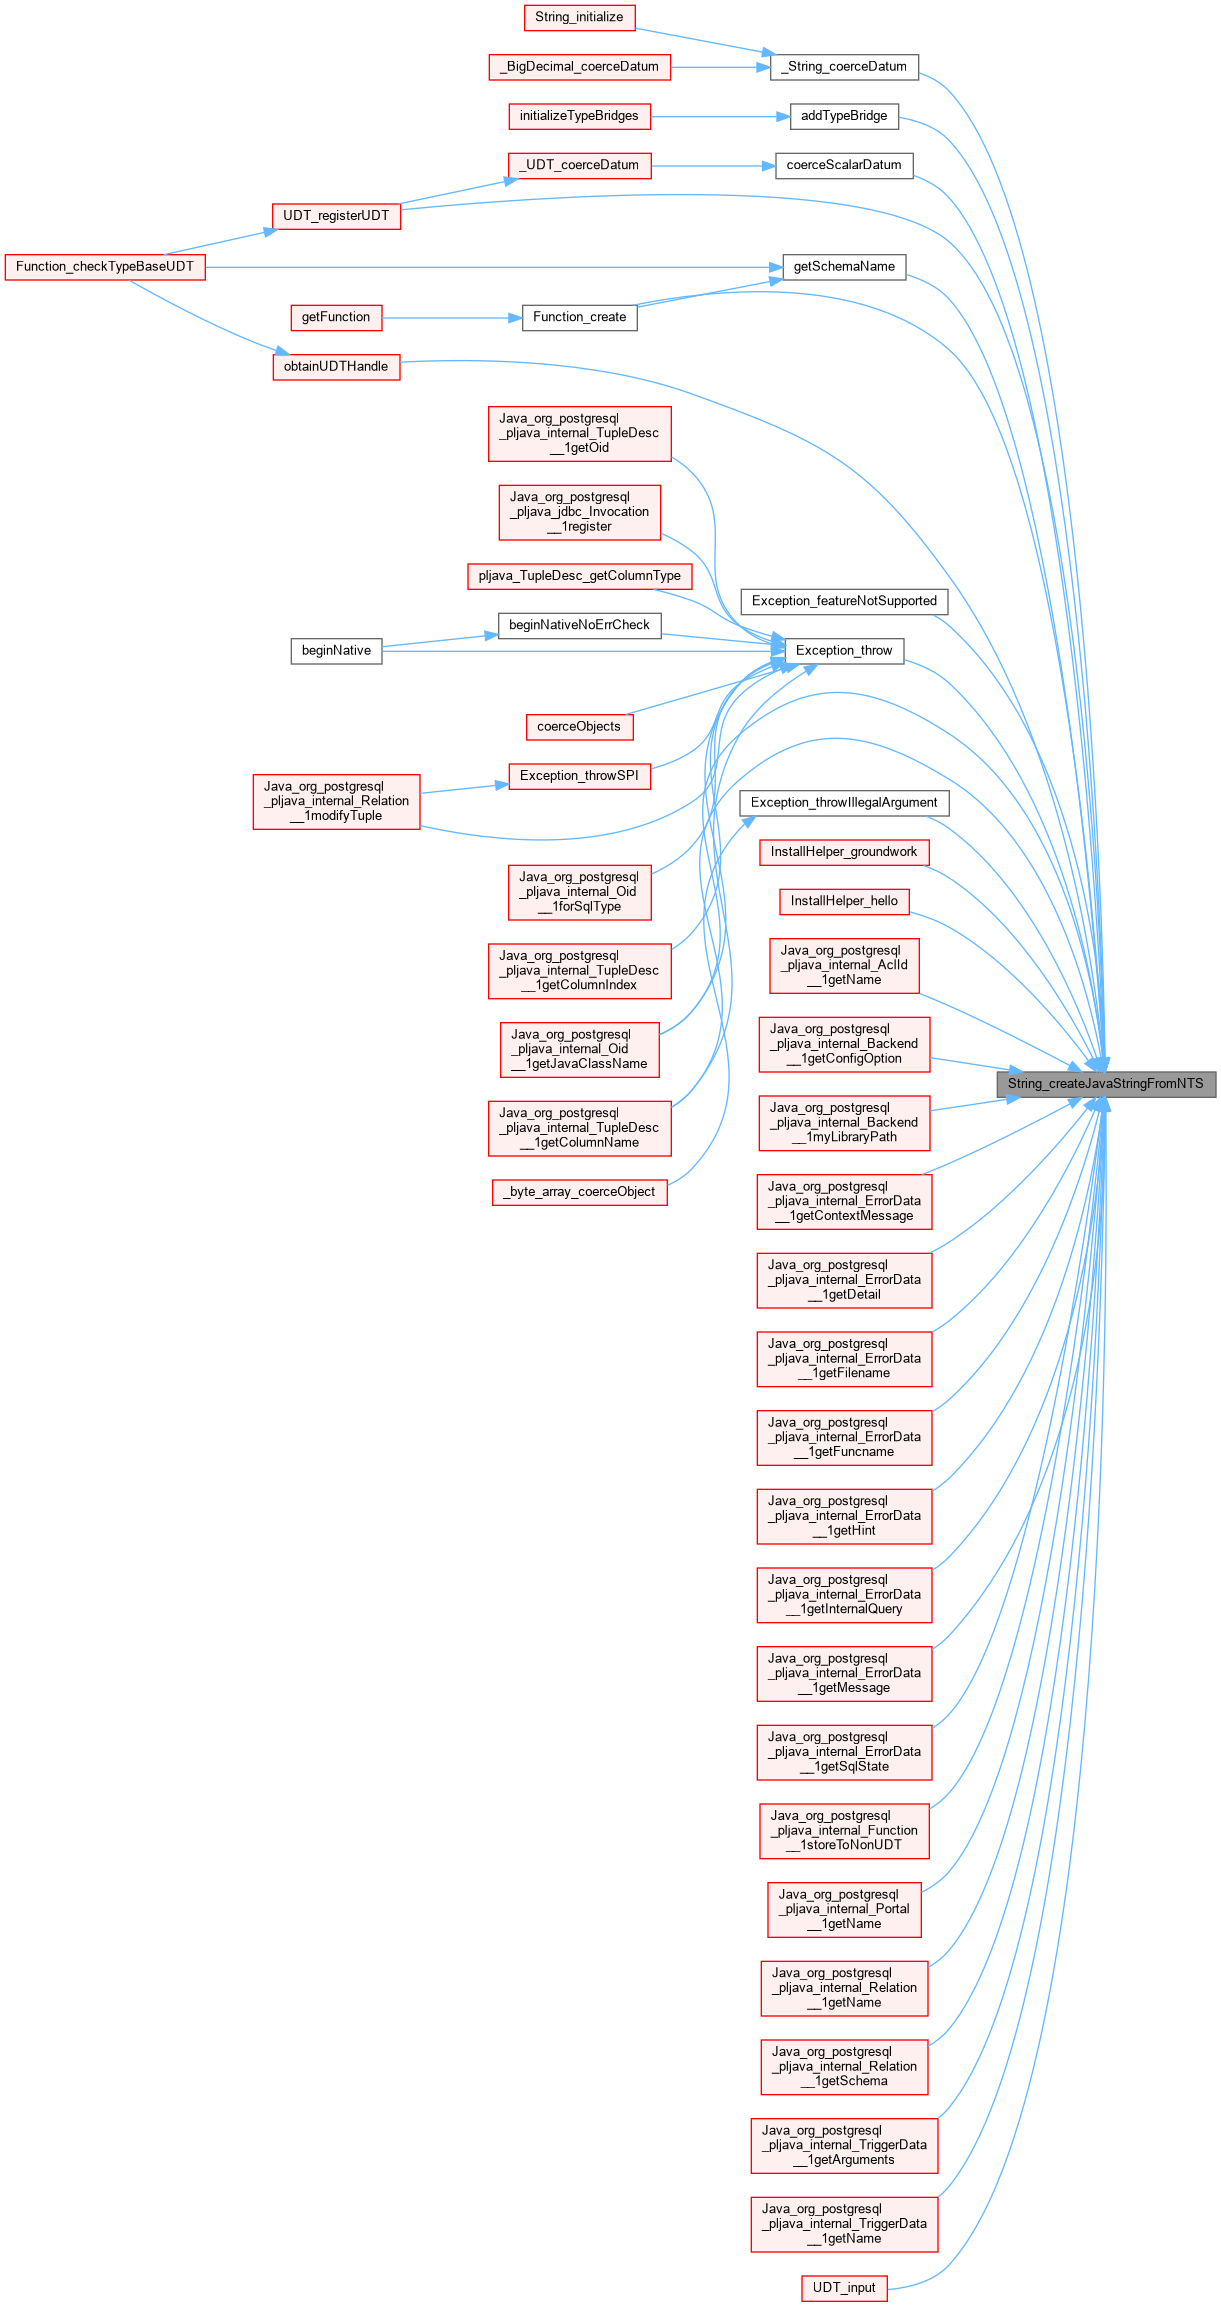 String_initialize
_BigDecimal_coerceDatum
_String_coerceDatum
initializeTypeBridges
addTypeBridge
_UDT_coerceDatum
coerceScalarDatum
UDT_registerUDT
Function_checkTypeBaseUDT
getSchemaName
getFunction
Function_create
obtainUDTHandle
Java_org_postgresql
_pljava_internal_TupleDesc
__1getOid
Java_org_postgresql
_pljava_jdbc_Invocation
__1register
pljava_TupleDesc_getColumnType
Exception_featureNotSupported
beginNativeNoErrCheck
beginNative
Exception_throw
coerceObjects
Exception_throwSPI
Java_org_postgresql
_pljava_internal_Relation
__1modifyTuple
Exception_throwIllegalArgument
InstallHelper_groundwork
Java_org_postgresql
_pljava_internal_Oid
__1forSqlType
InstallHelper_hello
Java_org_postgresql
_pljava_internal_TupleDesc
__1getColumnIndex
Java_org_postgresql
_pljava_internal_AclId
__1getName
Java_org_postgresql
_pljava_internal_Oid
__1getJavaClassName
Java_org_postgresql
_pljava_internal_Backend
__1getConfigOption
String_createJavaStringFromNTS
Java_org_postgresql
_pljava_internal_TupleDesc
__1getColumnName
Java_org_postgresql
_pljava_internal_Backend
__1myLibraryPath
_byte_array_coerceObject
Java_org_postgresql
_pljava_internal_ErrorData
__1getContextMessage
Java_org_postgresql
_pljava_internal_ErrorData
__1getDetail
Java_org_postgresql
_pljava_internal_ErrorData
__1getFilename
Java_org_postgresql
_pljava_internal_ErrorData
__1getFuncname
Java_org_postgresql
_pljava_internal_ErrorData
__1getHint
Java_org_postgresql
_pljava_internal_ErrorData
__1getInternalQuery
Java_org_postgresql
_pljava_internal_ErrorData
__1getMessage
Java_org_postgresql
_pljava_internal_ErrorData
__1getSqlState
Java_org_postgresql
_pljava_internal_Function
__1storeToNonUDT
Java_org_postgresql
_pljava_internal_Portal
__1getName
Java_org_postgresql
_pljava_internal_Relation
__1getName
Java_org_postgresql
_pljava_internal_Relation
__1getSchema
Java_org_postgresql
_pljava_internal_TriggerData
__1getArguments
Java_org_postgresql
_pljava_internal_TriggerData
__1getName
UDT_input